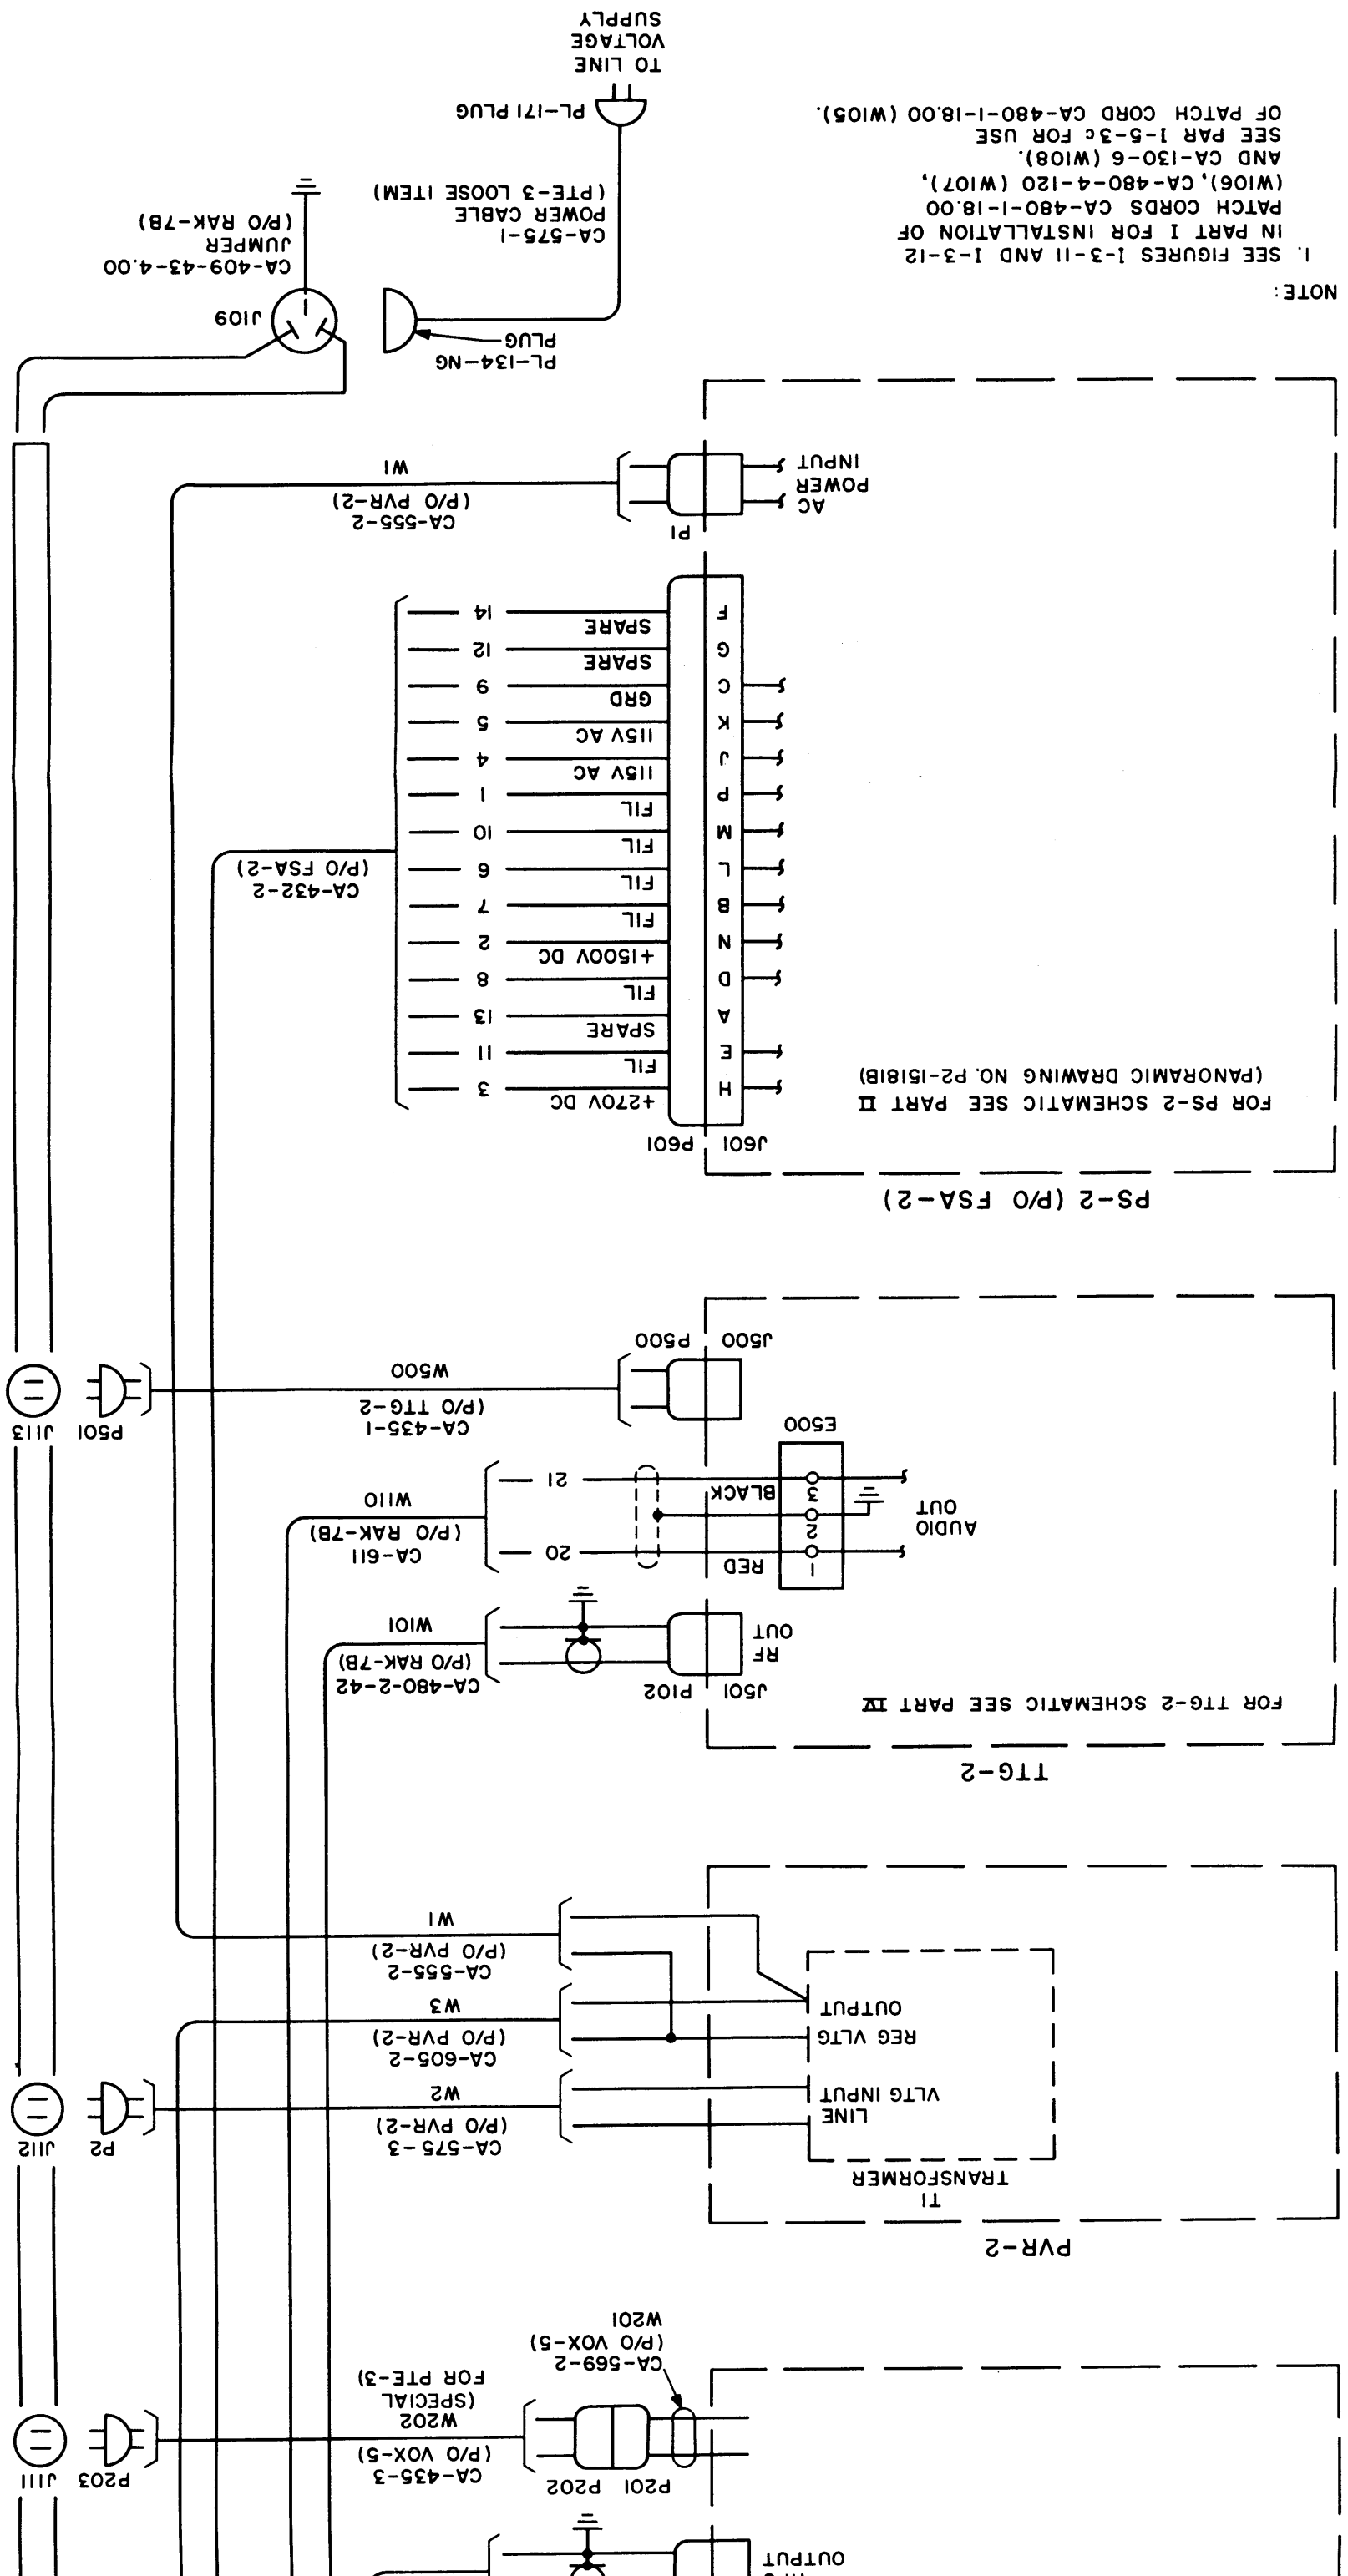 OUTPUT
P201 P202
CA-435-3
(P/O VOX-5)
W202
(SPECIAL
FOR PTE-3)
P203
J111
CA-569-2
(P/O VOX-5)
W201
PVR-2
T1
TRANSFORMER
LINE
VLTG INPUT
REG VLTG
OUTPUT
CA-575-3
(P/O PVR-2)
W2
P2
J112
CA-605-2
(P/O PVR-2)
W3
CA-555-2
(P/O PVR-2)
W1
TTG-2
FOR TTG-2 SCHEMATIC SEE PART IV
J501 P102
RF
OUT
CA-480-2-42
(P/O RAK-7B)
W101
AUDIO
OUT
1
2
3
E500
RED
BLACK
20
21
CA-611
(P/O RAK-7B)
W110
J500 P500
CA-435-1
(P/O TTG-2)
W500
P501
J113
PS-2 (P/O FSA-2)
FOR PS-2 SCHEMATIC SEE PART II
(PANORAMIC DRAWING NO. P2-15181B)
J601 P601
H +270V DC 3
E FIL 11
A SPARE 13
D FIL 8
N +1500V DC 2
B FIL 7
L FIL 6
M FIL 10
P FIL 1
J 115V AC 4
K 115V AC 5
C GRD 9
G SPARE 12
F SPARE 14
CA-432-2
(P/O FSA-2)
P1
AC
POWER
INPUT
CA-555-2
(P/O PVR-2)
W1
PL-134-NG
PLUG
J109
CA-409-43-4.00
JUMPER
(P/O RAK-7B)
CA-575-1
POWER CABLE
(PTE-3 LOOSE ITEM)
PL-171 PLUG
TO LINE
VOLTAGE
SUPPLY
NOTE:
1. SEE FIGURES 1-3-11 AND 1-3-12
IN PART I FOR INSTALLATION OF
PATCH CORDS CA-480-1-18.00
(W106), CA-480-4-120 (W107),
AND CA-130-6 (W108).
SEE PAR 1-5-3c FOR USE
OF PATCH CORD CA-480-1-18.00 (W105).